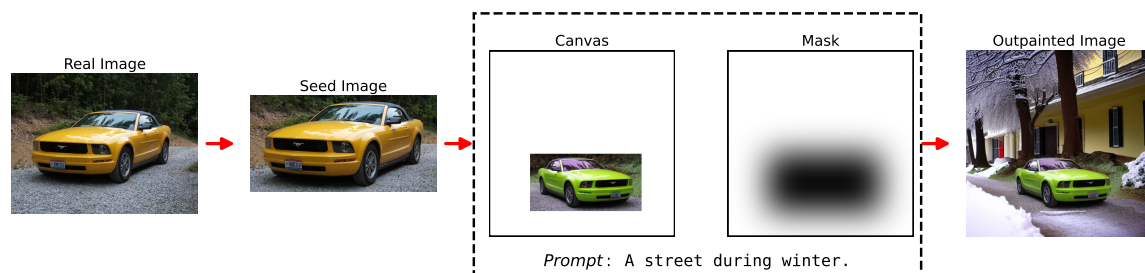 Real Image
Seed Image
Canvas
Mask
Outpainted Image
Prompt: A street during winter.